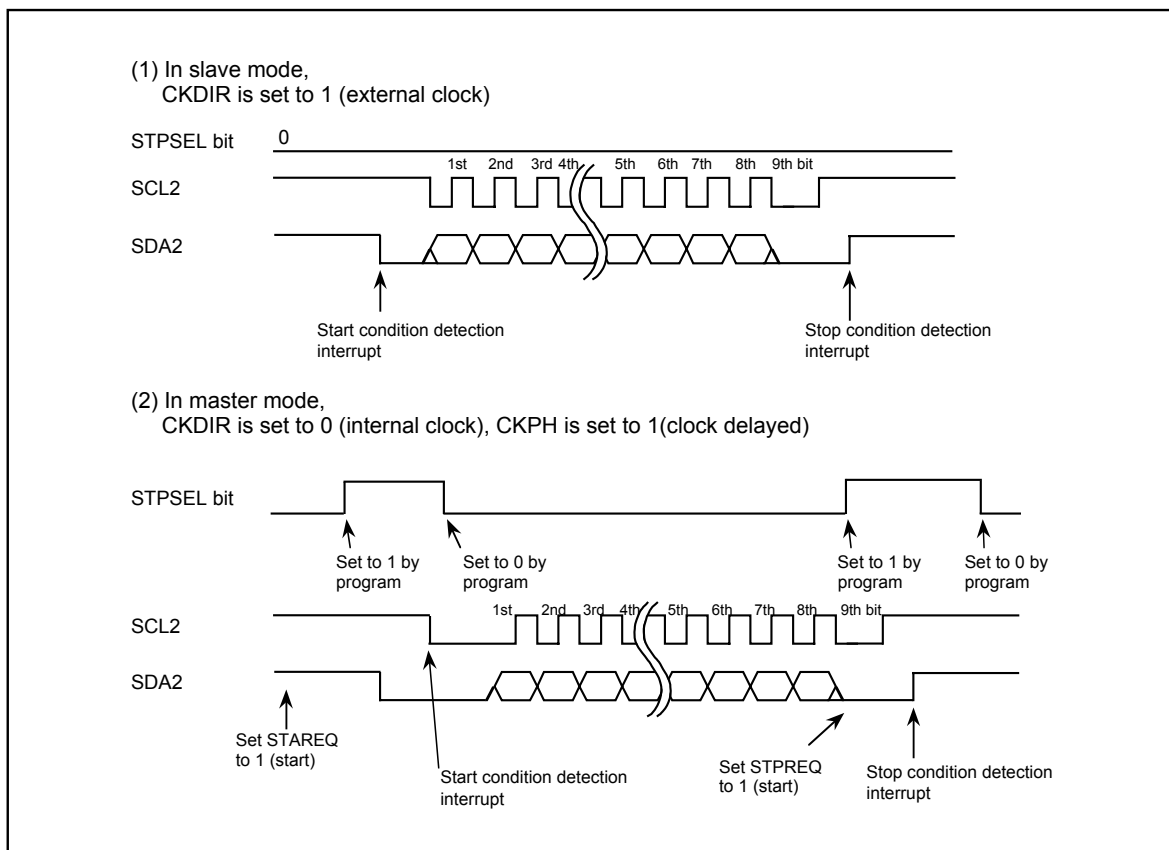 (1) In slave mode,
CKDIR is set to 1 (external clock)
STPSEL bit
0
1st 2nd 3rd 4th 5th 6th 7th 8th 9th bit
SCL2
SDA2
Start condition detection
interrupt
Stop condition detection
interrupt
(2) In master mode,
CKDIR is set to 0 (internal clock), CKPH is set to 1(clock delayed)
STPSEL bit
Set to 1 by
program
Set to 0 by
program
Set to 1 by
program
Set to 0 by
program
1st 2nd 3rd 4th 5th 6th 7th 8th 9th bit
SCL2
SDA2
Set STAREQ
to 1 (start)
Start condition detection
interrupt
Set STPREQ
to 1 (start)
Stop condition detection
interrupt